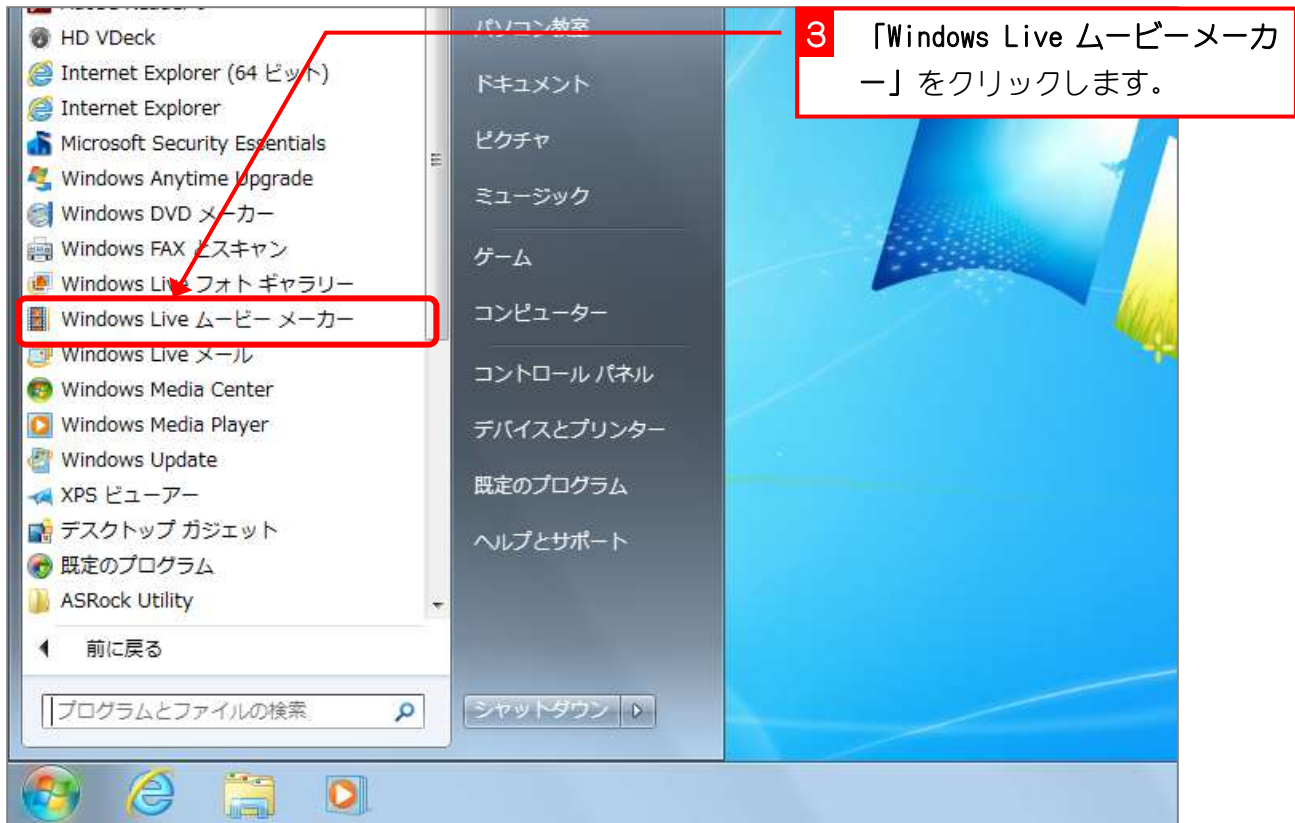 HD VDeck
Internet Explorer (64 ビット)
Internet Explorer
Microsoft Security Essentials
Windows Anytime Upgrade
Windows DVD メーカー
Windows FAX とスキャン
Windows Live フォト ギャラリー
Windows Live ムービー メーカー
Windows Live メール
Windows Media Center
Windows Media Player
Windows Update
XPS ビューアー
デスクトップ ガジェット
既定のプログラム
ASRock Utility
前に戻る
プログラムとファイルの検索
パソコン教室
ドキュメント
ピクチャ
ミュージック
ゲーム
コンピューター
コントロール パネル
デバイスとプリンター
既定のプログラム
ヘルプとサポート
シャットダウン
3 「Windows Live ムービーメーカ
ー」をクリックします。